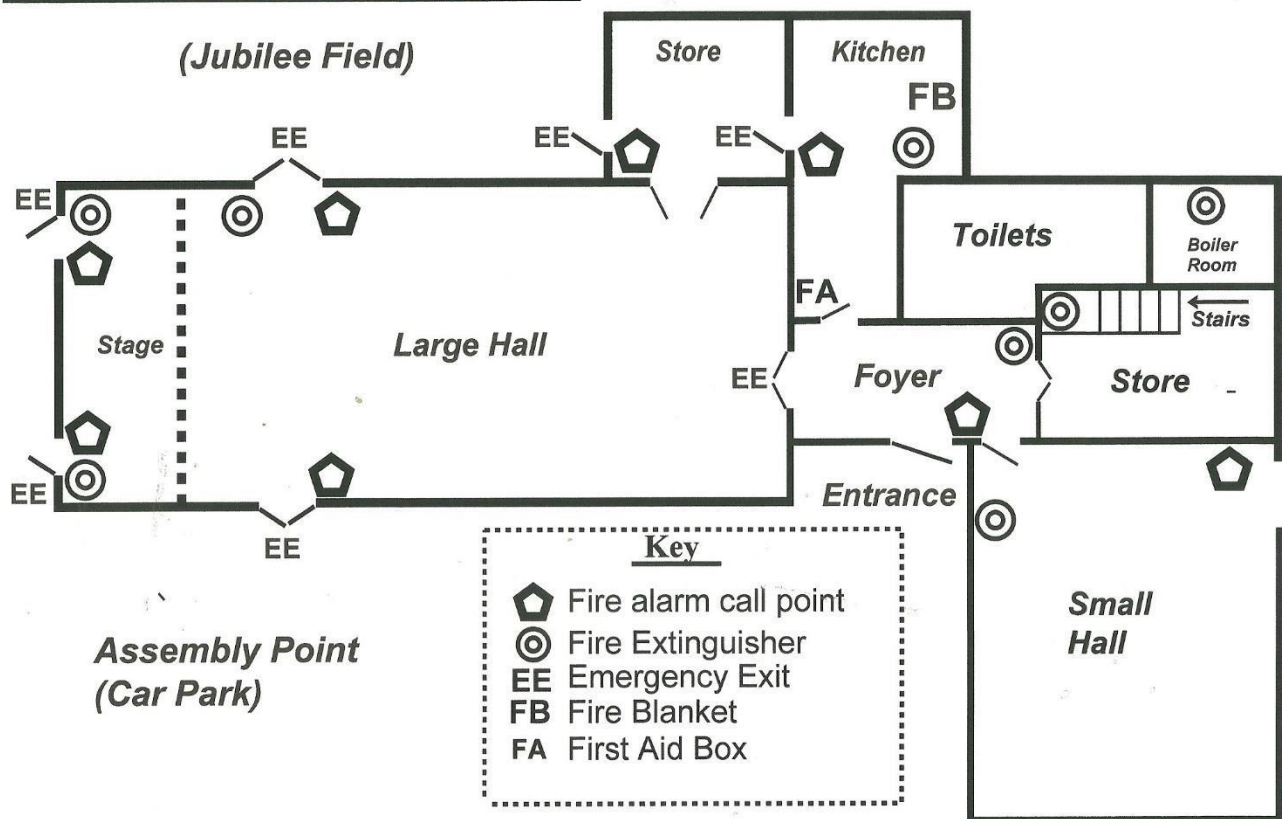 (Jubilee Field)
Store
Kitchen
FB
EE
EE
EE
EE
Toilets
Boiler
Room
FA
Stairs
Stage
Large Hall
EE
Foyer
Store
EE
Entrance
EE
Key
Fire alarm call point
Fire Extinguisher
EE Emergency Exit
FB Fire Blanket
FA First Aid Box
Small
Hall
Assembly Point
(Car Park)